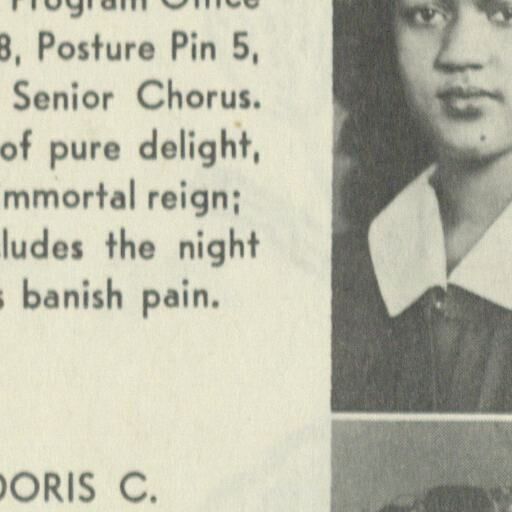 Program Office
8, Posture Pin 5,
Senior Chorus.
of pure delight,
mmortal reign;
ludes the night
s banish pain.
DORIS C.